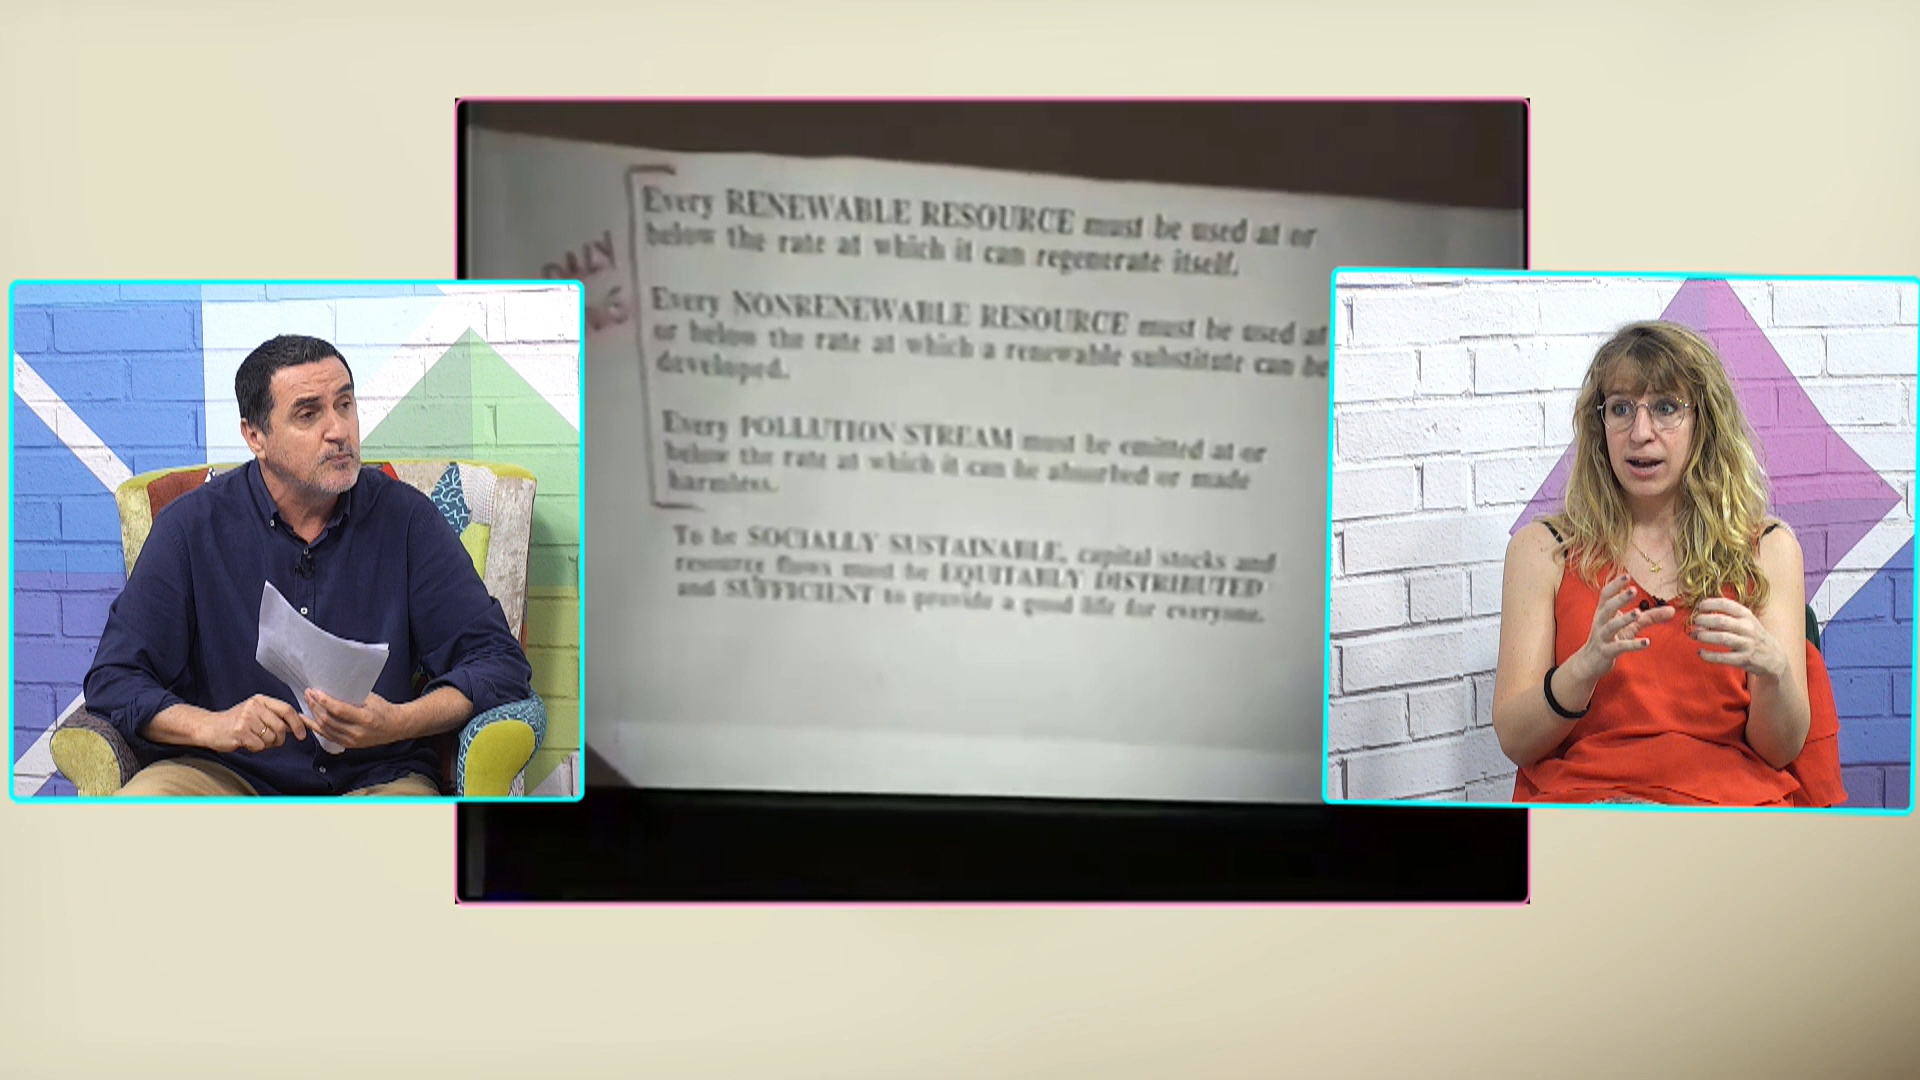 Every RENEWABLE RESOURCE must be used at or
below the rate at which it can regenerate itself.
Every NONRENEWABLE RESOURCE must be used at
or below the rate at which a renewable substitute can be
developed.
Every POLLUTION STREAM must be emitted at or
below the rate at which it can be absorbed or made
harmless.
To be SOCIALLY SUSTAINABLE, capital stocks and
resource flows must be EQUITABLY DISTRIBUTED
and SUFFICIENT to provide a good life for everyone.